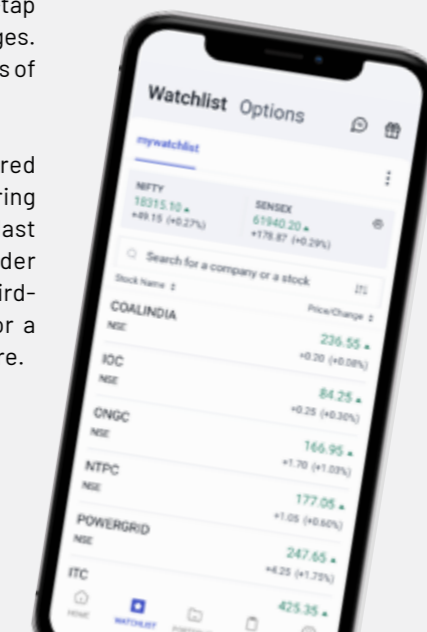 tap
ges.
s of
red
ring
ast
der
ird-
or a
re.
Watchlist Options
mywatchlist
NIFTY
18315.10▲
+49.15 (+0.27%)
SENSEX
61940.20▲
+178.87 (+0.29%)
Search for a company or a stock
Stock Name
Price/Change
COALINDIA
236.55▲
NSE
+0.20 (+0.08%)
IOC
84.25▲
NSE
+0.25 (+0.30%)
ONGC
166.95▲
NSE
+1.70 (+1.03%)
NTPC
177.05▲
NSE
+1.05 (+0.60%)
POWERGRID
247.65▲
NSE
+4.25 (+1.75%)
ITC
425.35▲
HOME
WATCHLIST